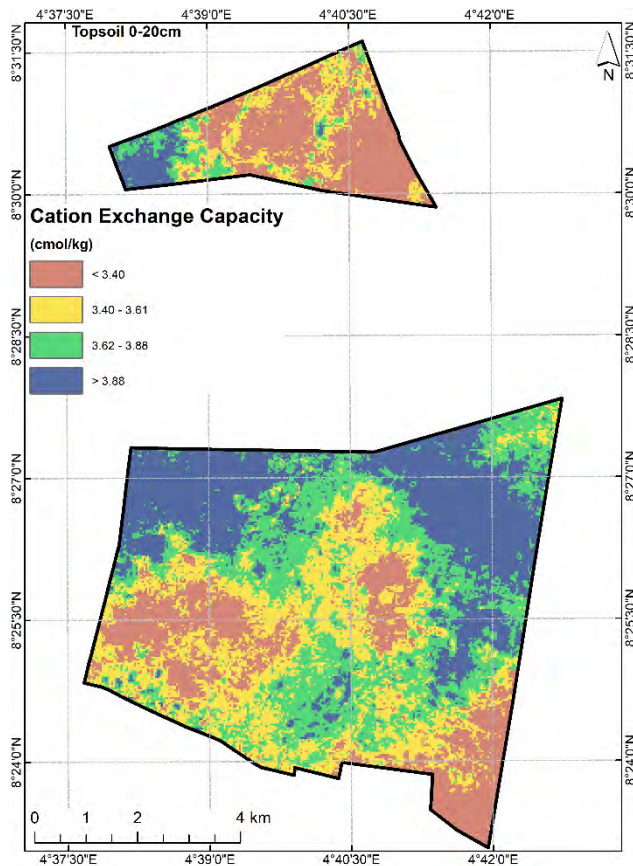 4°37'30"E 4°39'0"E 4°40'30"E 4°42'0"E
Topsoil 0-20cm
8°31'30"N 8°31'30"N
N
8°30'0"N 8°30'0"N
Cation Exchange Capacity
(cmol/kg)
< 3.40
3.40 - 3.61
3.62 - 3.88
> 3.88
8°28'30"N 8°28'30"N
8°27'0"N 8°27'0"N
8°25'30"N 8°25'30"N
8°24'0"N 8°24'0"N
0 1 2 4 km
4°37'30"E 4°39'0"E 4°40'30"E 4°42'0"E